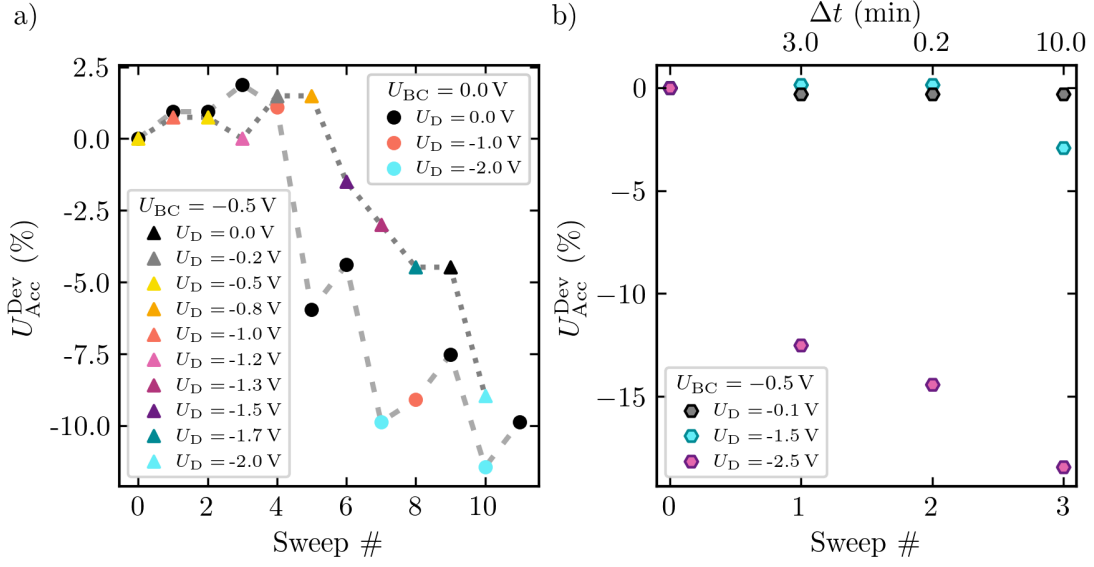 a)
2.5
0.0
-2.5
-5.0
-7.5
-10.0
U_Acc^Dev (%)
U_BC = 0.0 V
U_D = 0.0 V
U_D = -1.0 V
U_D = -2.0 V
U_BC = −0.5 V
U_D = 0.0 V
U_D = -0.2 V
U_D = -0.5 V
U_D = -0.8 V
U_D = -1.0 V
U_D = -1.2 V
U_D = -1.3 V
U_D = -1.5 V
U_D = -1.7 V
U_D = -2.0 V
0 2 4 6 8 10
Sweep #
b)
Δt (min)
3.0 0.2 10.0
0
−5
−10
−15
U_Acc^Dev (%)
U_BC = −0.5 V
U_D = -0.1 V
U_D = -1.5 V
U_D = -2.5 V
0 1 2 3
Sweep #